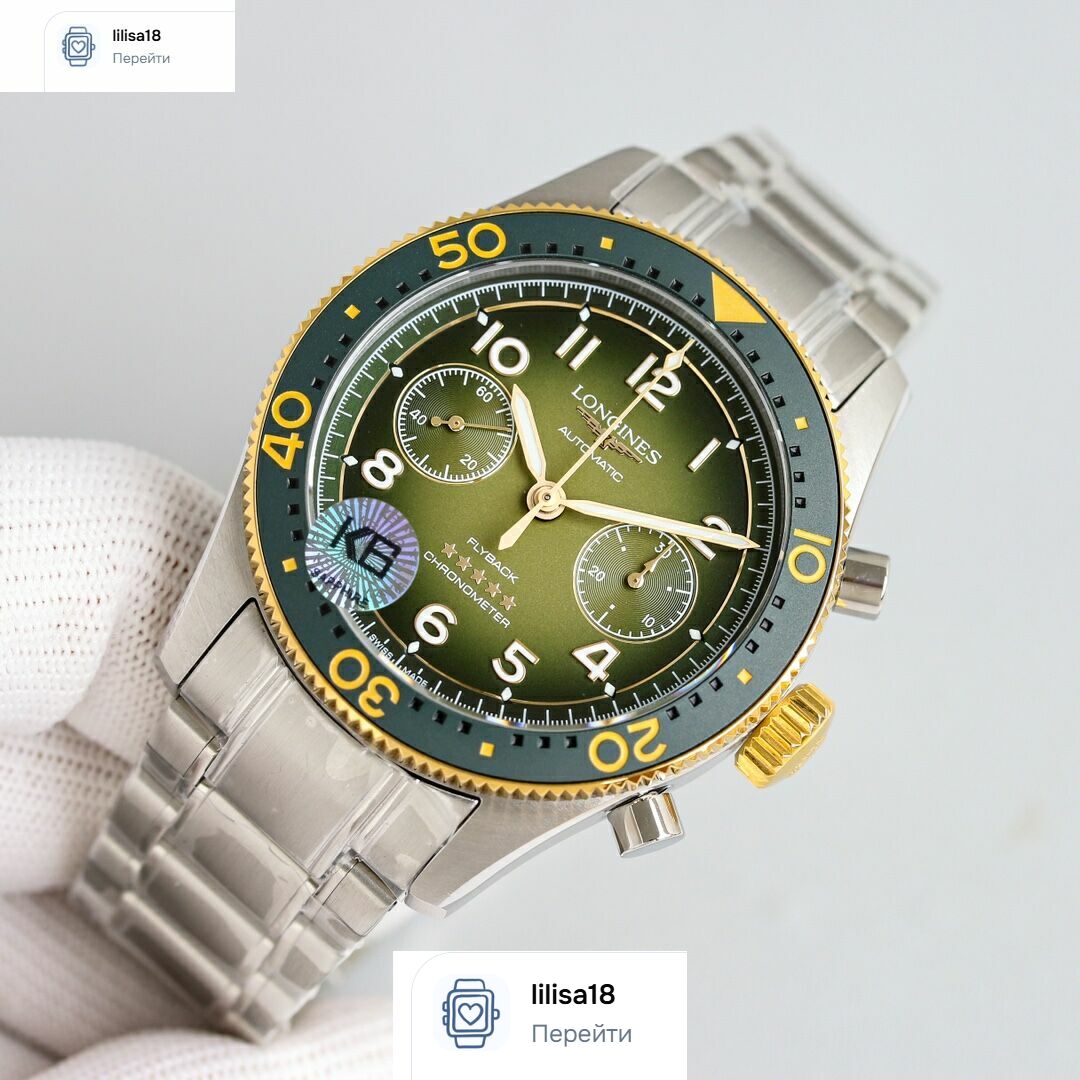 lilisa18
Перейти
50
40
30
20
10
10
11
12
1
2
4
5
6
8
60
40
20
30
20
10
LONGINES
AUTOMATIC
FLYBACK
CHRONOMETER
SWISS MADE
KB
lilisa18
Перейти